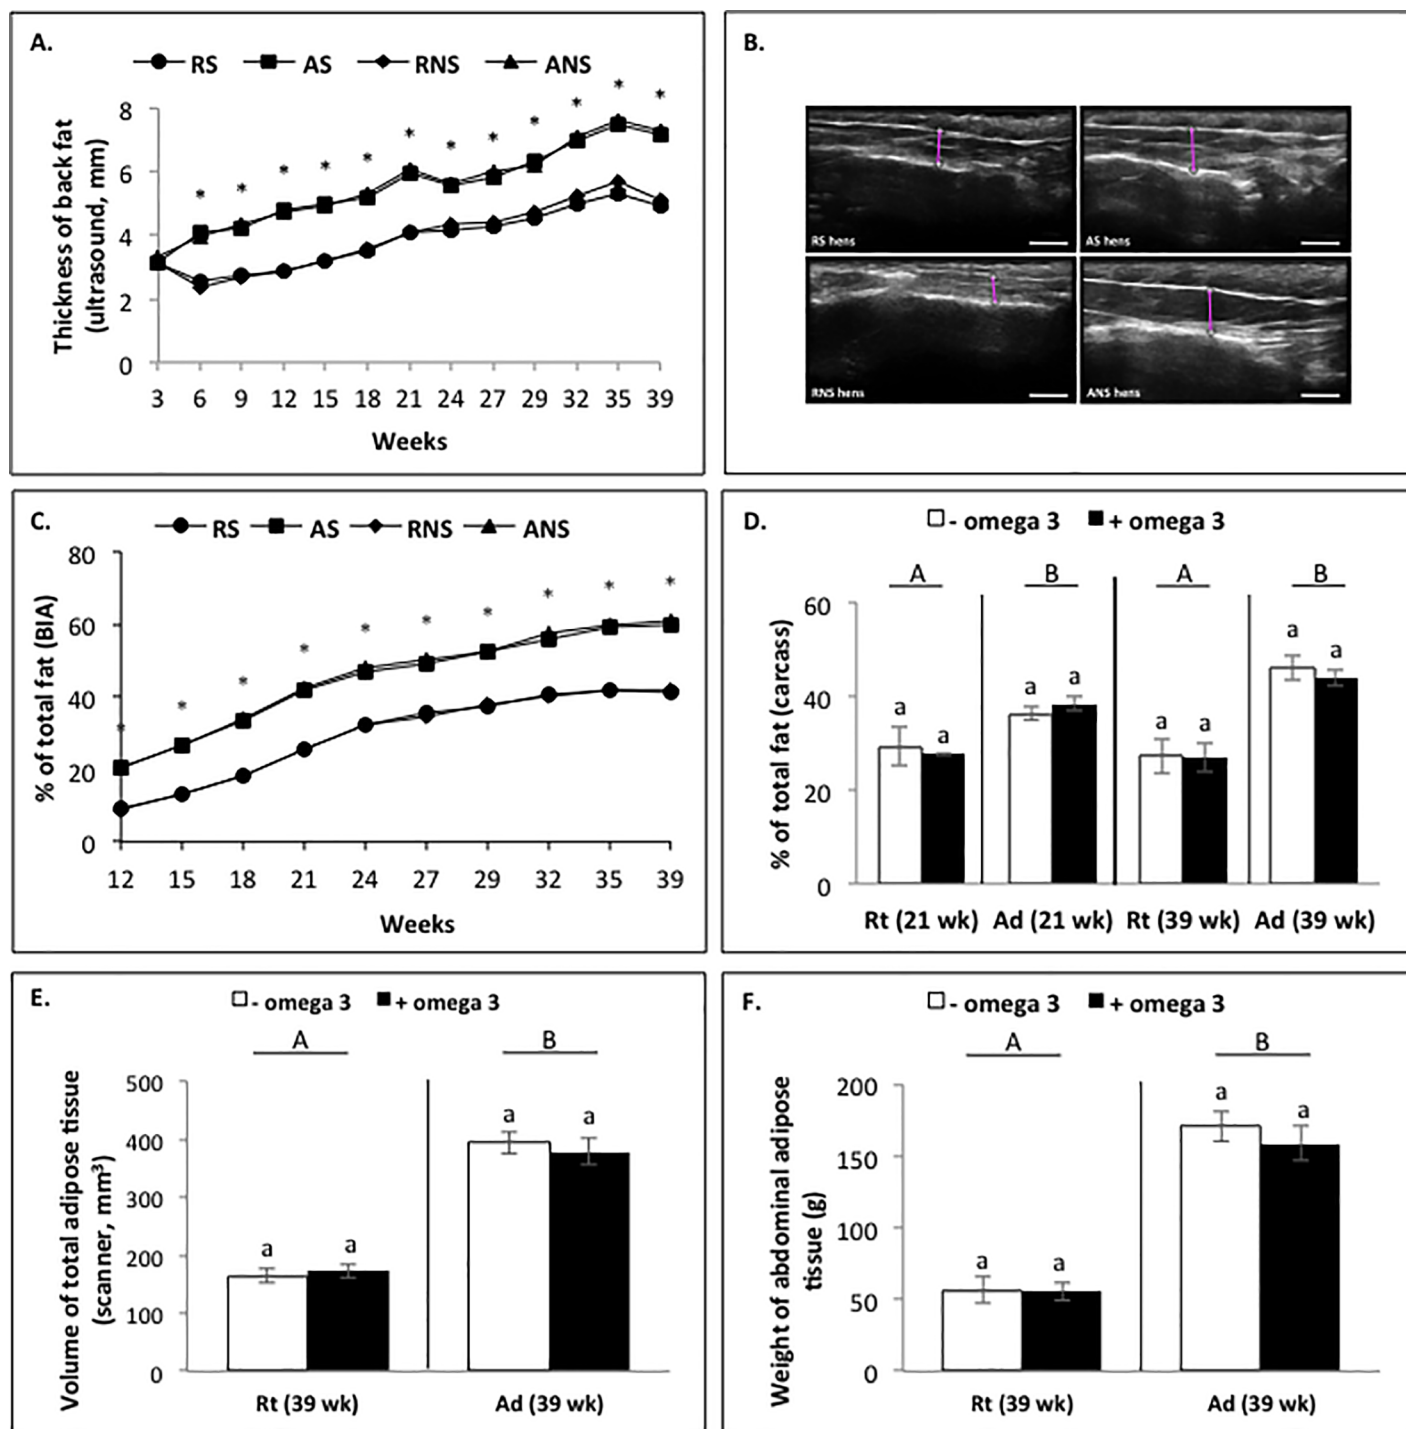 A.
RS AS RNS ANS
Thickness of back fat
(ultrasound, mm)
8
6
4
2
0
* * * * * * * * * * * *
3 6 9 12 15 18 21 24 27 29 32 35 39
Weeks
B.
RS hens
AS hens
RNS hens
ANS hens
C.
RS AS RNS ANS
% of total fat (BIA)
80
60
40
20
0
* * * * * * * * * *
12 15 18 21 24 27 29 32 35 39
Weeks
D.
- omega 3 + omega 3
% of total fat (carcass)
60
40
20
0
A B A B
a a a a a a a a
Rt (21 wk) Ad (21 wk) Rt (39 wk) Ad (39 wk)
E.
- omega 3 + omega 3
Volume of total adipose tissue
(scanner, mm³)
500
400
300
200
100
0
A B
a a a a
Rt (39 wk) Ad (39 wk)
F.
- omega 3 + omega 3
Weight of abdominal adipose
tissue (g)
200
150
100
50
0
A B
a a a a
Rt (39 wk) Ad (39 wk)